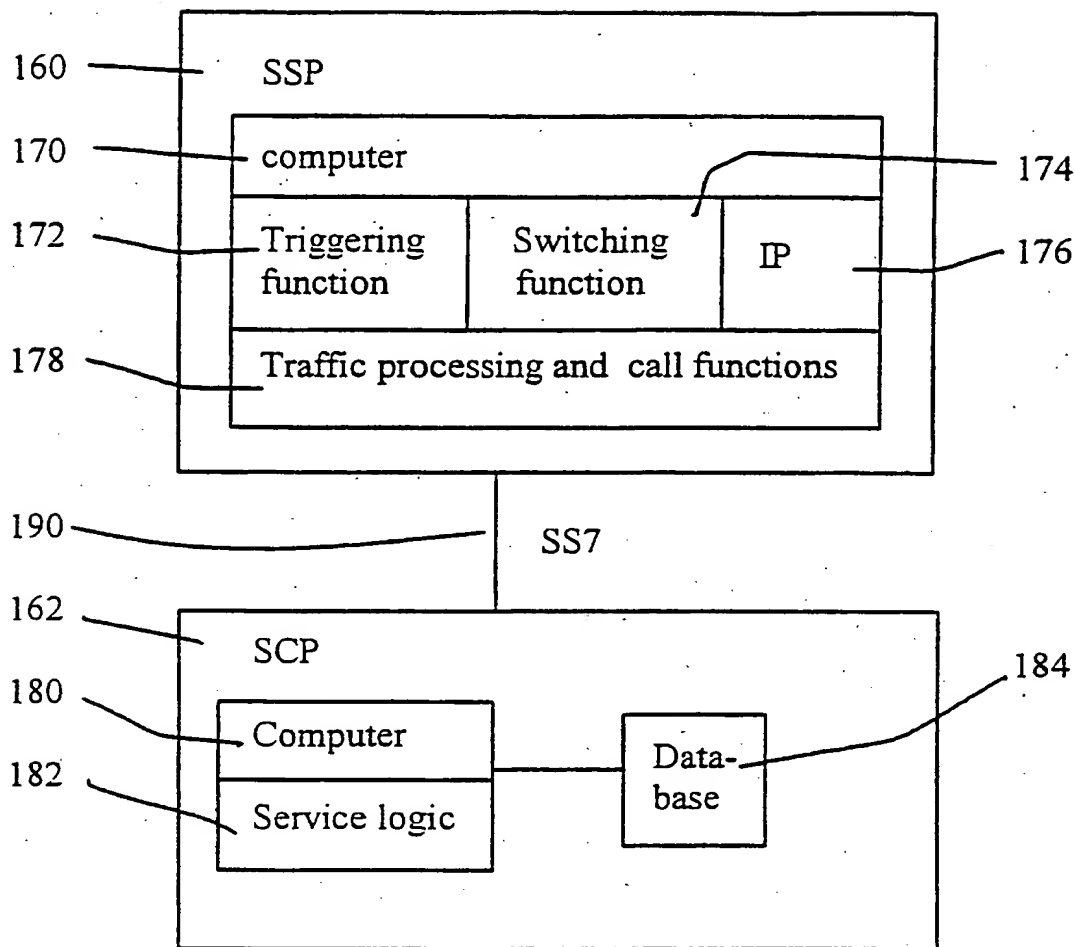 160
SSP
170
computer
174
172
Triggering
function
Switching
function
IP
176
178
Traffic processing and call functions
190
SS7
162
SCP
184
180
Computer
Data-
base
182
Service logic